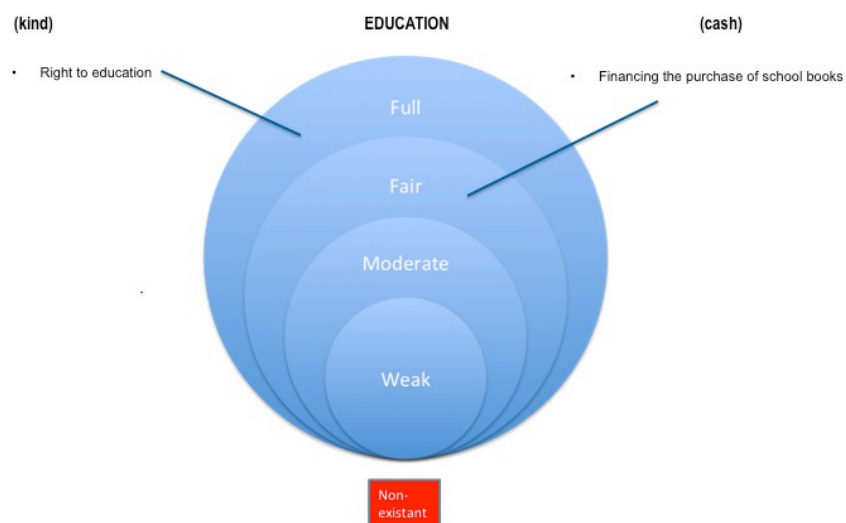 (kind) EDUCATION (cash)
• Right to education
• Financing the purchase of school books
Full
Fair
Moderate
Weak
Non-
existant